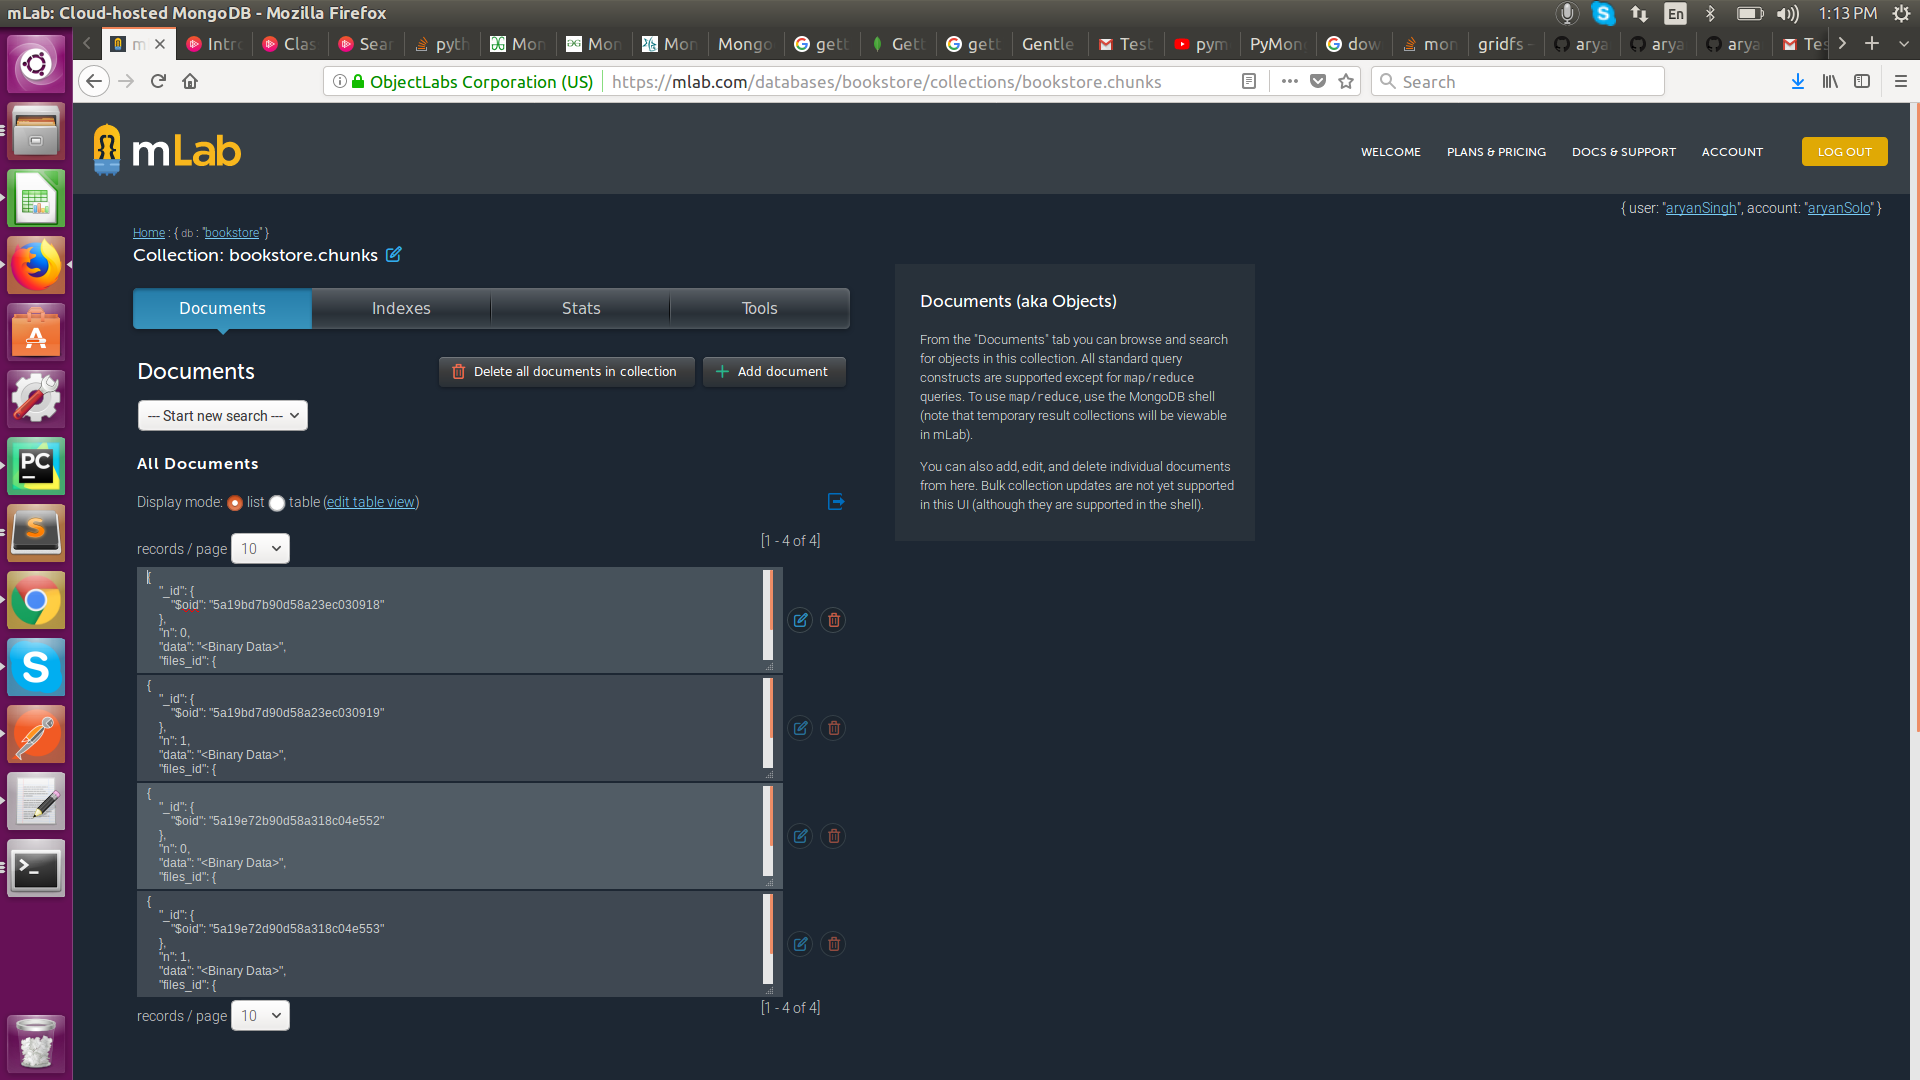 mLab: Cloud-hosted MongoDB - Mozilla Firefox
En
1:13 PM
m
Intr
Clas
Sear
pyth
Mon
Mon
Mon
Mongo
gett
Gett
gett
Gentle
Test
pym
PyMon
dow
mon
gridfs -
arya
arya
arya
Tes
ObjectLabs Corporation (US)
https://mlab.com/databases/bookstore/collections/bookstore.chunks
Search
mLab
WELCOME
PLANS & PRICING
DOCS & SUPPORT
ACCOUNT
LOG OUT
{ user: "aryanSingh", account: "aryanSolo" }
Home : { db : "bookstore" }
Collection: bookstore.chunks
Documents
Indexes
Stats
Tools
Documents
Delete all documents in collection
Add document
--- Start new search ---
All Documents
Display mode: list table (edit table view)
records / page 10
[1 - 4 of 4]
{
"_id": {
"$oid": "5a19bd7b90d58a23ec030918"
},
"n": 0,
"data": "<Binary Data>",
"files_id": {
{
"_id": {
"$oid": "5a19bd7d90d58a23ec030919"
},
"n": 1,
"data": "<Binary Data>",
"files_id": {
{
"_id": {
"$oid": "5a19e72b90d58a318c04e552"
},
"n": 0,
"data": "<Binary Data>",
"files_id": {
{
"_id": {
"$oid": "5a19e72d90d58a318c04e553"
},
"n": 1,
"data": "<Binary Data>",
"files_id": {
records / page 10
[1 - 4 of 4]
Documents (aka Objects)
From the "Documents" tab you can browse and search
for objects in this collection. All standard query
constructs are supported except for map/reduce
queries. To use map/reduce, use the MongoDB shell
(note that temporary result collections will be viewable
in mLab).
You can also add, edit, and delete individual documents
from here. Bulk collection updates are not yet supported
in this UI (although they are supported in the shell).
PC
S
S
>_